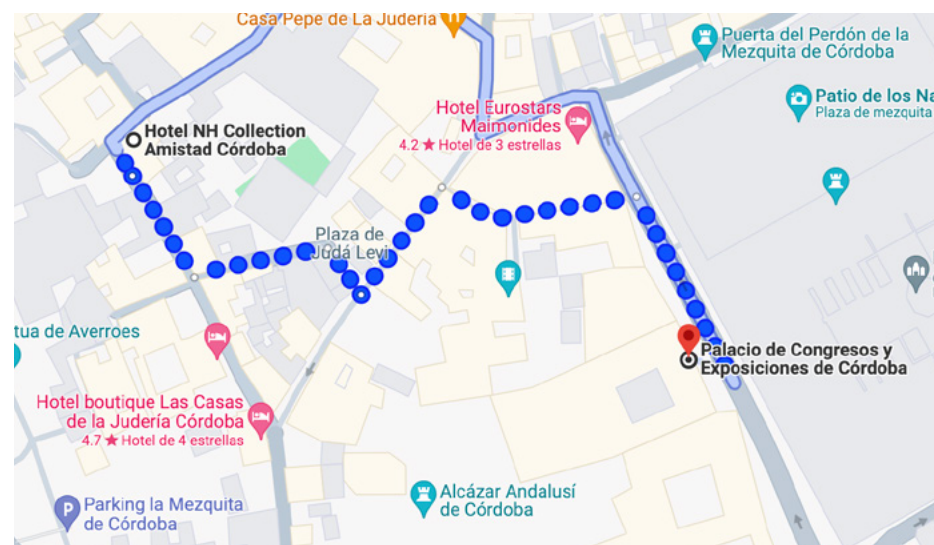 Casa Pepe de La Judería
Puerta del Perdón de la
Mezquita de Córdoba
Hotel Eurostars
Maimonides
4.2 ★ Hotel de 3 estrellas
Patio de los Na
Plaza de mezquita
Hotel NH Collection
Amistad Córdoba
Plaza de
Judá Levi
tua de Averroes
Palacio de Congresos y
Exposiciones de Córdoba
Hotel boutique Las Casas
de la Judería Córdoba
4.7 ★ Hotel de 4 estrellas
Alcázar Andalusí
de Córdoba
P
Parking la Mezquita
de Córdoba